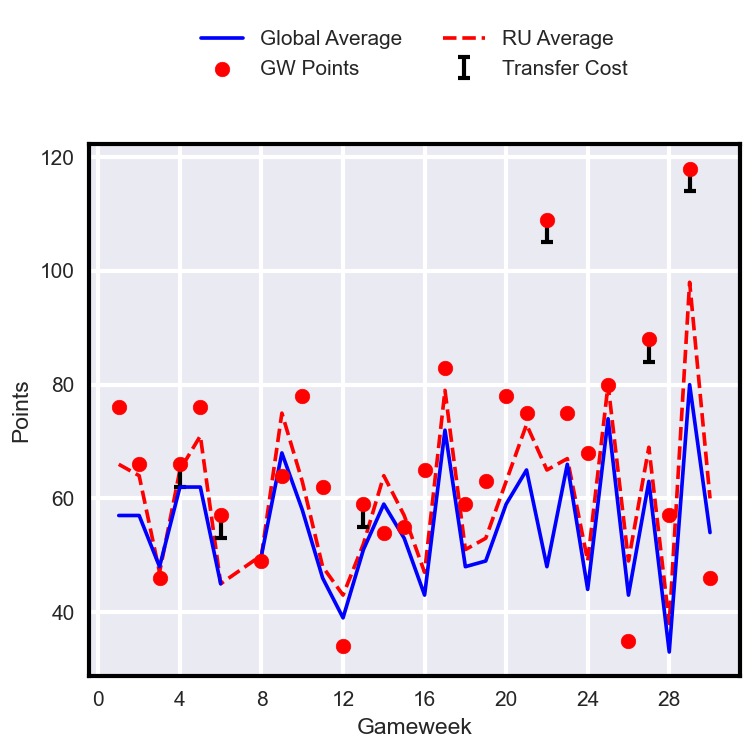 Global Average RU Average
GW Points Transfer Cost
120
100
80
60
40
Points
0 4 8 12 16 20 24 28
Gameweek